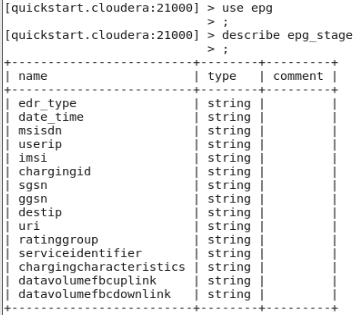 [quickstart.cloudera:21000] > use epg
> ;
[quickstart.cloudera:21000] > describe epg_stage
> ;
+-------------------------+--------+---------+
| name | type | comment |
+-------------------------+--------+---------+
| edr_type | string | |
| date_time | string | |
| msisdn | string | |
| userip | string | |
| imsi | string | |
| chargingid | string | |
| sgsn | string | |
| ggsn | string | |
| destip | string | |
| uri | string | |
| ratinggroup | string | |
| serviceidentifier | string | |
| chargingcharacteristics | string | |
| datavolumefbcuplink | string | |
| datavolumefbcdownlink | string | |
+-------------------------+--------+---------+